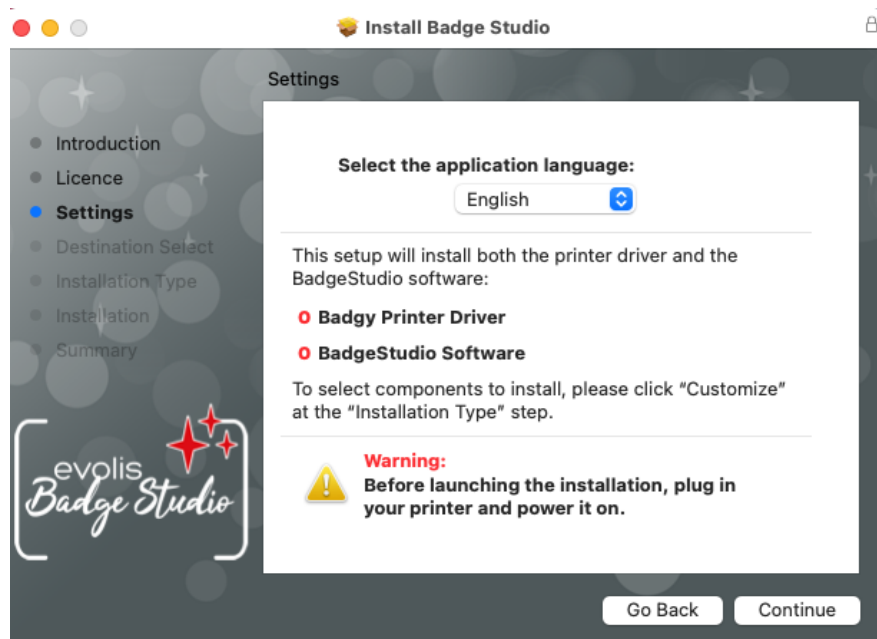 Install Badge Studio
Settings
Introduction
Licence
Settings
Destination Select
Installation Type
Installation
Summary
Select the application language:
English
This setup will install both the printer driver and the
BadgeStudio software:
O Badgy Printer Driver
O BadgeStudio Software
To select components to install, please click “Customize”
at the “Installation Type” step.
Warning:
Before launching the installation, plug in
your printer and power it on.
evolis
Badge Studio
Go Back
Continue